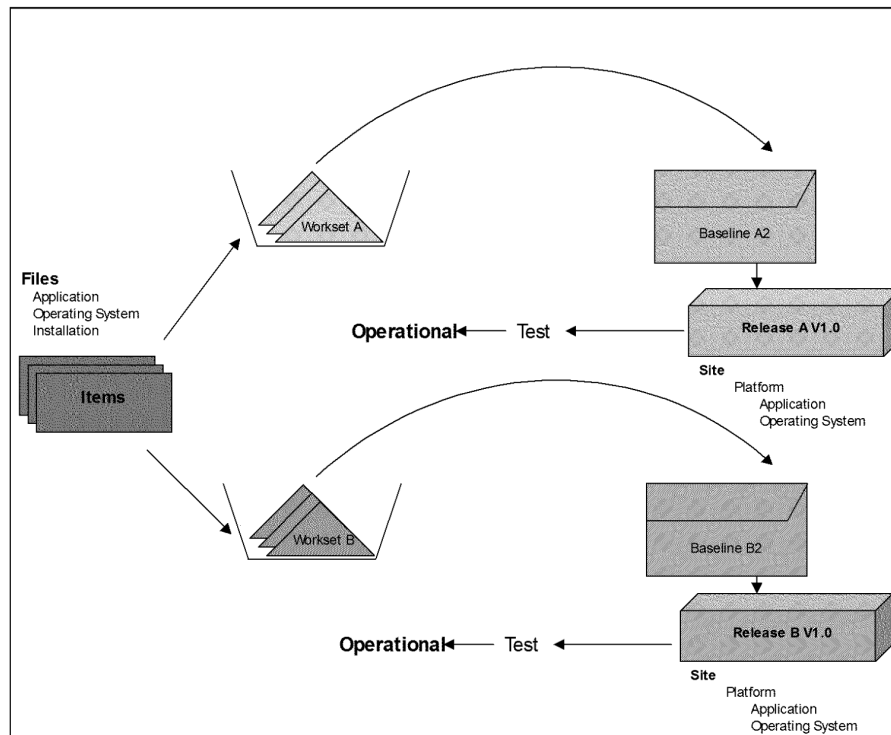 Workset A
Baseline A2
Files
Application
Operating System
Installation
Release A V1.0
Operational
Test
Site
Platform
Application
Operating System
Items
Workset B
Baseline B2
Release B V1.0
Operational
Test
Site
Platform
Application
Operating System